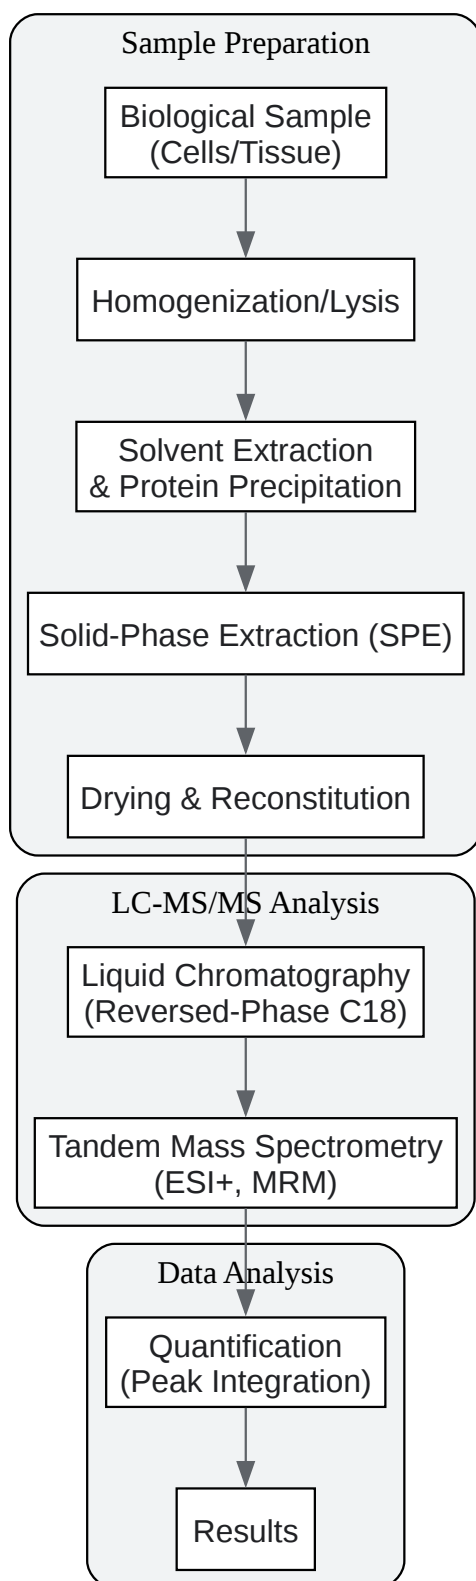 Sample Preparation
Biological Sample
(Cells/Tissue)
Homogenization/Lysis
Solvent Extraction
& Protein Precipitation
Solid-Phase Extraction (SPE)
Drying & Reconstitution
LC-MS/MS Analysis
Liquid Chromatography
(Reversed-Phase C18)
Tandem Mass Spectrometry
(ESI+, MRM)
Data Analysis
Quantification
(Peak Integration)
Results